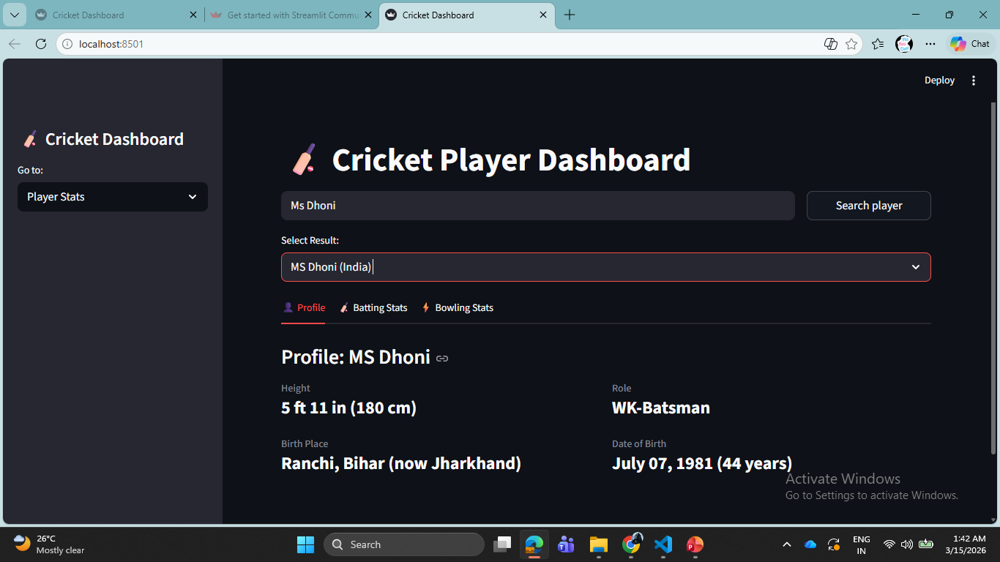 Cricket Dashboard
Get started with Streamlit Commu
Cricket Dashboard
localhost:8501
Chat
Deploy
Cricket Dashboard
Go to:
Player Stats
Cricket Player Dashboard
Ms Dhoni
Search player
Select Result:
MS Dhoni (India)
Profile Batting Stats Bowling Stats
Profile: MS Dhoni
Height Role
5 ft 11 in (180 cm) WK-Batsman
Birth Place Date of Birth
Ranchi, Bihar (now Jharkhand) July 07, 1981 (44 years)
Activate Windows
Go to Settings to activate Windows.
26°C
Mostly clear
Search
ENG
IN
1:42 AM
3/15/2026